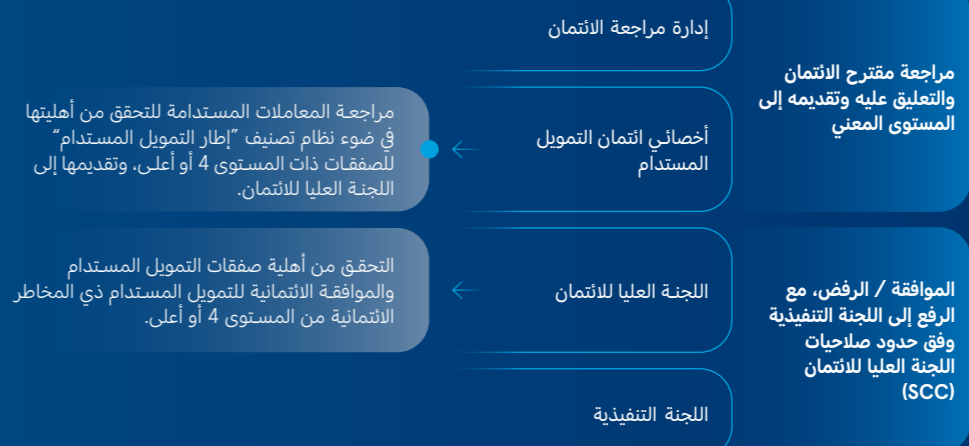 مراجعة مقترح الائتمان
والتعليق عليه وتقديمه إلى
المستوى المعني
إدارة مراجعة الائتمان
أخصائي ائتمان التمويل
المستدام
مراجعة المعاملات المستدامة للتحقق من أهليتها
في ضوء نظام تصنيف "إطار التمويل المستدام"
للصفقات ذات المستوى 4 أو أعلى، وتقديمها إلى
اللجنة العليا للائتمان.
الموافقة / الرفض، مع
الرفع إلى اللجنة التنفيذية
وفق حدود صلاحيات
اللجنة العليا للائتمان
(SCC)
اللجنة العليا للائتمان
التحقق من أهلية صفقات التمويل المستدام
والموافقة الائتمانية للتمويل المستدام ذي المخاطر
الائتمانية من المستوى 4 أو أعلى.
اللجنة التنفيذية